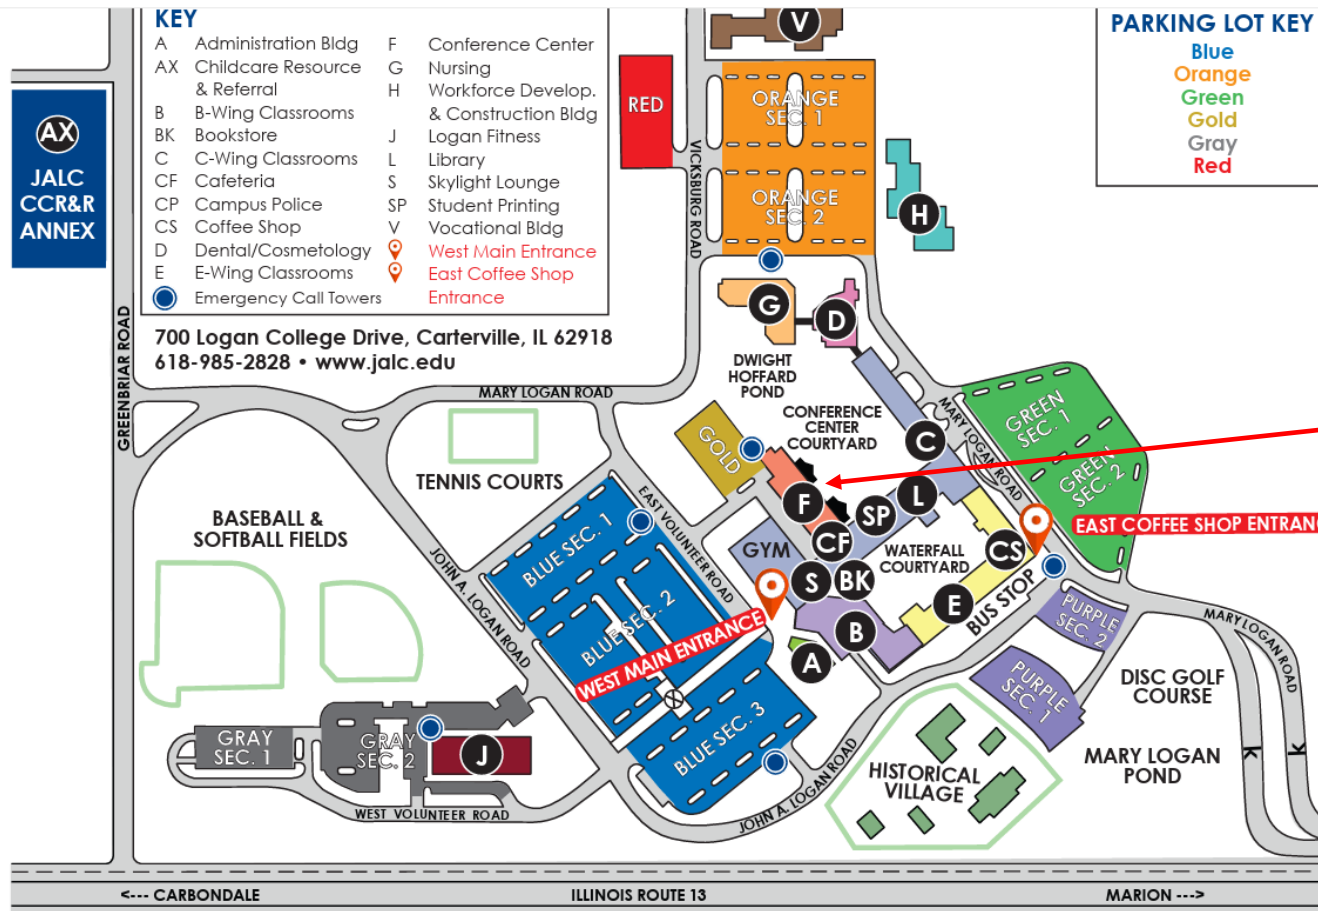 KEY
A Administration Bldg
AX Childcare Resource
& Referral
B B-Wing Classrooms
BK Bookstore
C C-Wing Classrooms
CF Cafeteria
CP Campus Police
CS Coffee Shop
D Dental/Cosmetology
E E-Wing Classrooms
Emergency Call Towers
F Conference Center
G Nursing
H Workforce Develop.
& Construction Bldg
J Logan Fitness
L Library
S Skylight Lounge
SP Student Printing
V Vocational Bldg
West Main Entrance
East Coffee Shop
Entrance
700 Logan College Drive, Carterville, IL 62918
618-985-2828 • www.jalc.edu
PARKING LOT KEY
Blue
Orange
Green
Gold
Gray
Red
AX
JALC
CCR&R
ANNEX
GREENBRIAR ROAD
RED
V
ORANGE
SEC. 1
ORANGE
SEC. 2
VICKSBURG ROAD
H
G
D
DWIGHT
HOFFARD
POND
MARY LOGAN ROAD
CONFERENCE
CENTER
COURTYARD
C
MARY LOGAN ROAD
GREEN
SEC. 1
GREEN
SEC. 2
GOLD
TENNIS COURTS
F
SP
L
EAST COFFEE SHOP ENTRAN
BASEBALL &
SOFTBALL FIELDS
EAST VOLUNTEER ROAD
BLUE SEC. 1
GYM
CF
WATERFALL
COURTYARD
CS
S
BK
E
BUS STOP
PURPLE
SEC. 2
JOHN A. LOGAN ROAD
BLUE SEC. 2
WEST MAIN ENTRANCE
B
A
MARY LOGAN ROAD
PURPLE
SEC. 1
DISC GOLF
COURSE
BLUE SEC. 3
GRAY
SEC. 1
GRAY
SEC. 2
J
HISTORICAL
VILLAGE
MARY LOGAN
POND
WEST VOLUNTEER ROAD
JOHN A. LOGAN ROAD
<--- CARBONDALE
ILLINOIS ROUTE 13
MARION --->